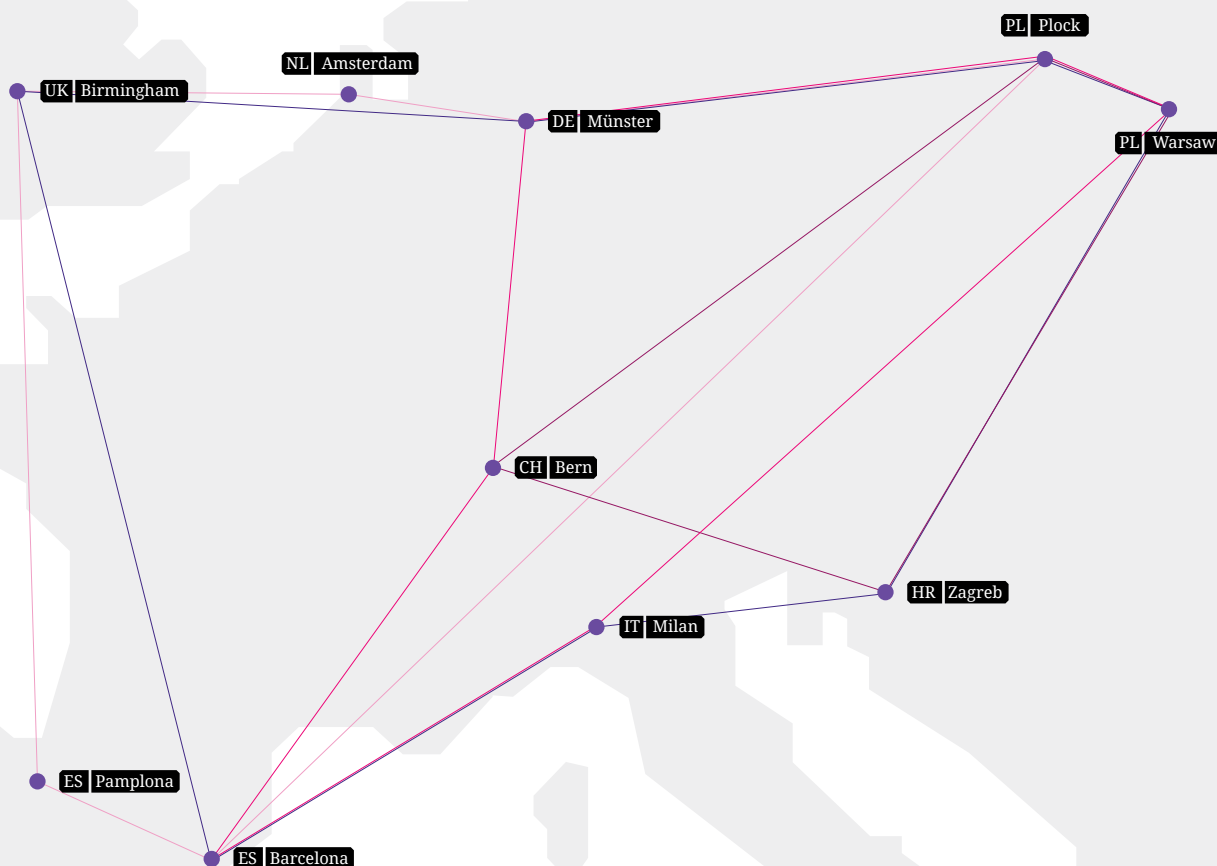 PL Plock
NL Amsterdam
UK Birmingham
DE Münster
PL Warsaw
CH Bern
HR Zagreb
IT Milan
ES Pamplona
ES Barcelona